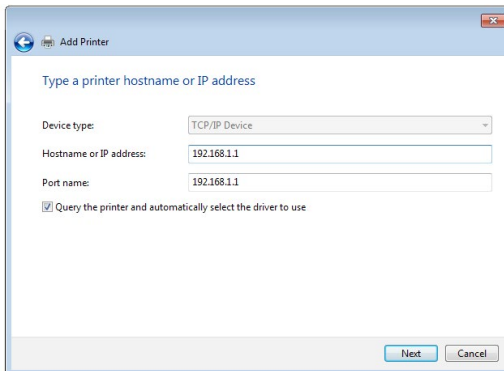 Add Printer
Type a printer hostname or IP address
Device type: TCP/IP Device
Hostname or IP address: 192.168.1.1
Port name: 192.168.1.1
Query the printer and automatically select the driver to use
Next Cancel